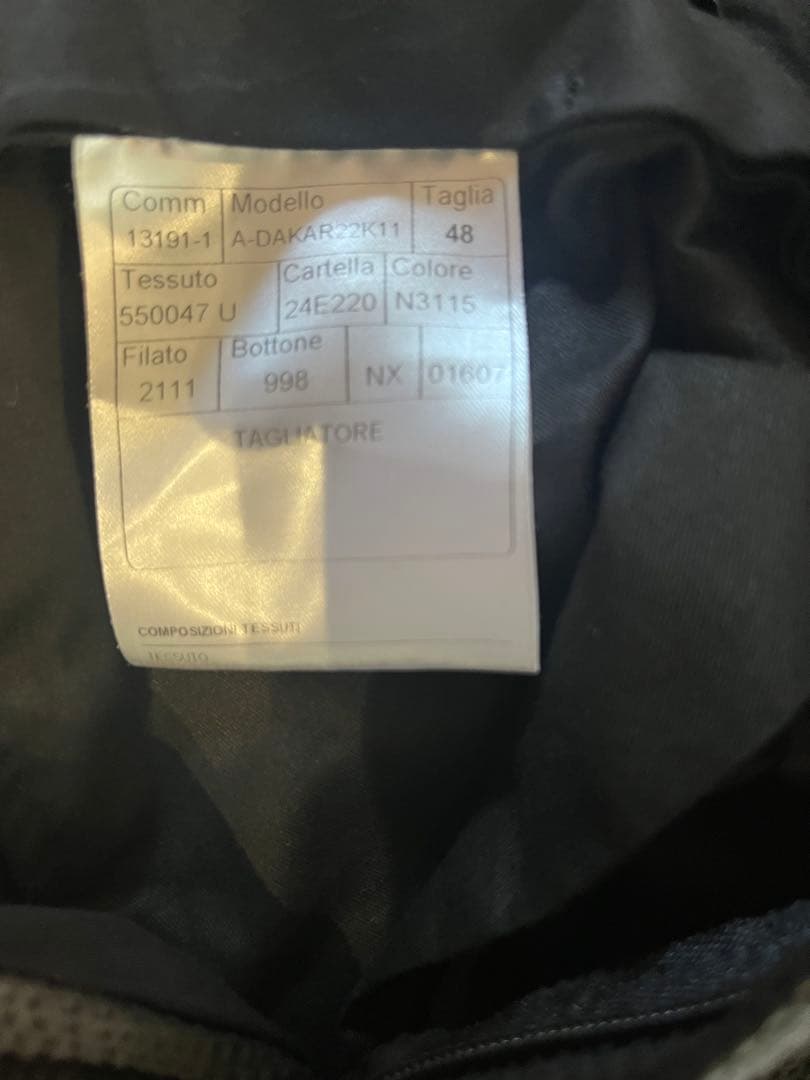 Comm Modello Taglia
13191-1 A-DAKAR22K11 48
Tessuto Cartella Colore
550047 U 24E220 N3115
Filato Bottone
2111 998 NX 01607
TAGLIATORE
COMPOSIZIONI TESSUTI
TESSUTO